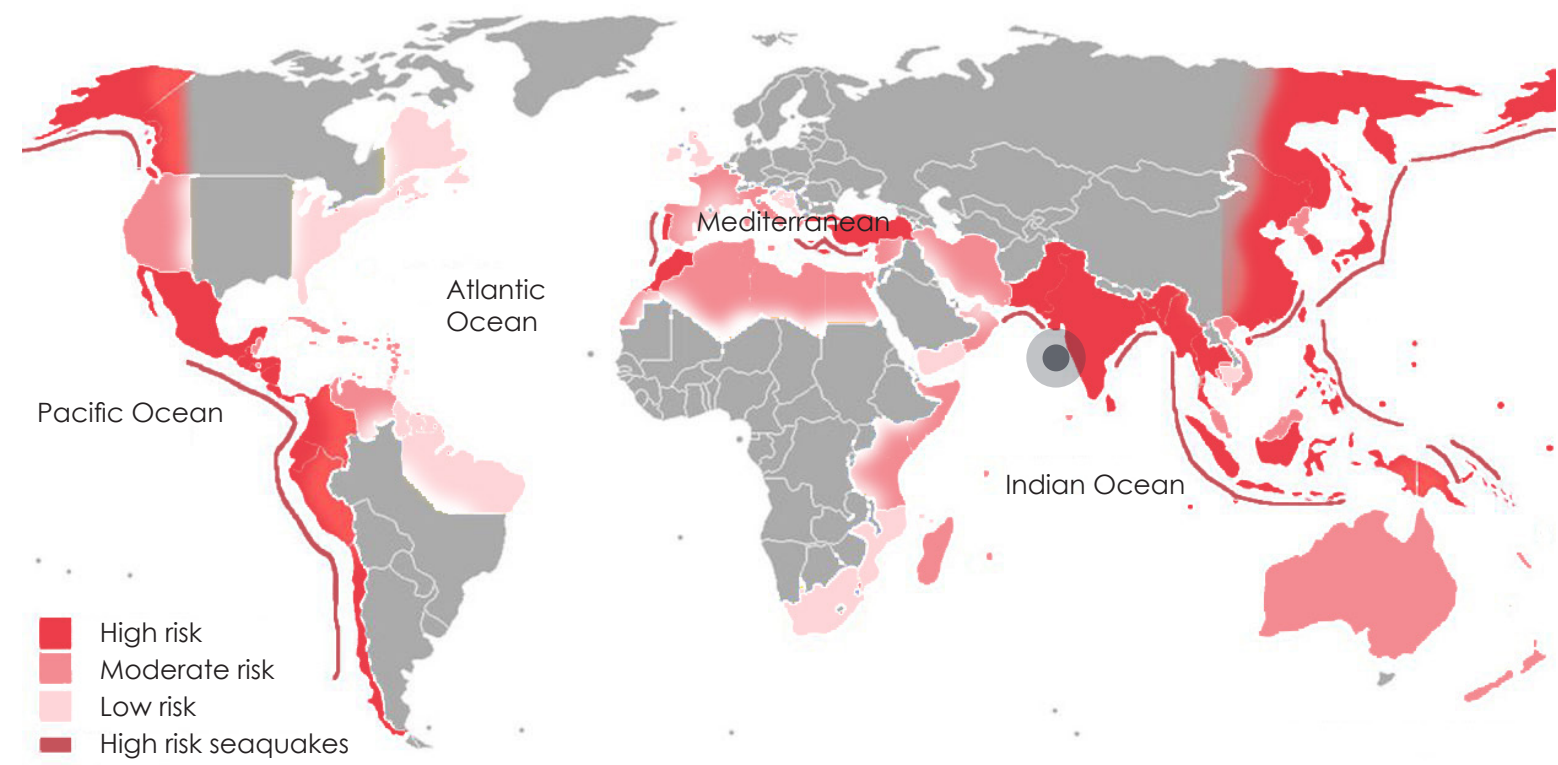 Mediterranean
Atlantic
Ocean
Pacific Ocean
Indian Ocean
High risk
Moderate risk
Low risk
High risk seaquakes